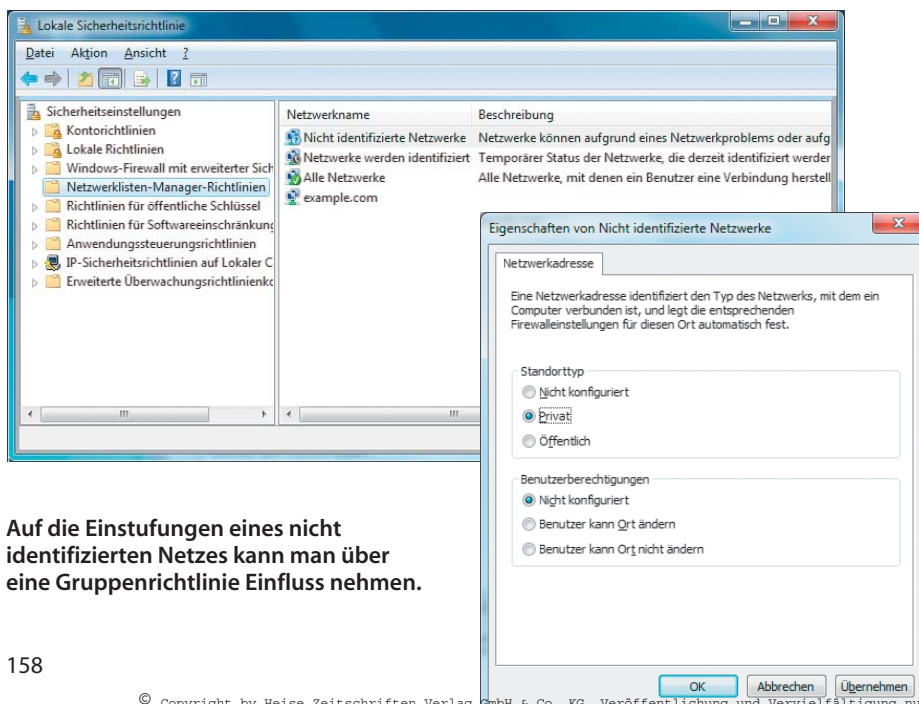 Lokale Sicherheitsrichtlinie
Datei Aktion Ansicht ?
Sicherheitseinstellungen
Kontorichtlinien
Lokale Richtlinien
Windows-Firewall mit erweiterter Sich
Netzwerklisten-Manager-Richtlinien
Richtlinien für öffentliche Schlüssel
Richtlinien für Softwareeinschränkung
Anwendungssteuerungsrichtlinien
IP-Sicherheitsrichtlinien auf Lokaler C
Erweiterte Überwachungsrichtlinienko
Netzwerkname Beschreibung
Nicht identifizierte Netzwerke Netzwerke können aufgrund eines Netzwerkproblems oder aufg
Netzwerke werden identifiziert Temporärer Status der Netzwerke, die derzeit identifiziert werden
Alle Netzwerke Alle Netzwerke, mit denen ein Benutzer eine Verbindung herstell
example.com
Eigenschaften von Nicht identifizierte Netzwerke
Netzwerkadresse
Eine Netzwerkadresse identifiziert den Typ des Netzwerks, mit dem ein
Computer verbunden ist, und legt die entsprechenden
Firewalleinstellungen für diesen Ort automatisch fest.
Standorttyp
Nicht konfiguriert
Privat
Öffentlich
Benutzerberechtigungen
Nicht konfiguriert
Benutzer kann Ort ändern
Benutzer kann Ort nicht ändern
OK Abbrechen Übernehmen
Auf die Einstufungen eines nicht
identifizierten Netzes kann man über
eine Gruppenrichtlinie Einfluss nehmen.
158
© Copyright by Heise Zeitschriften Verlag GmbH & Co. KG. Veröffentlichung und Vervielfältigung nu